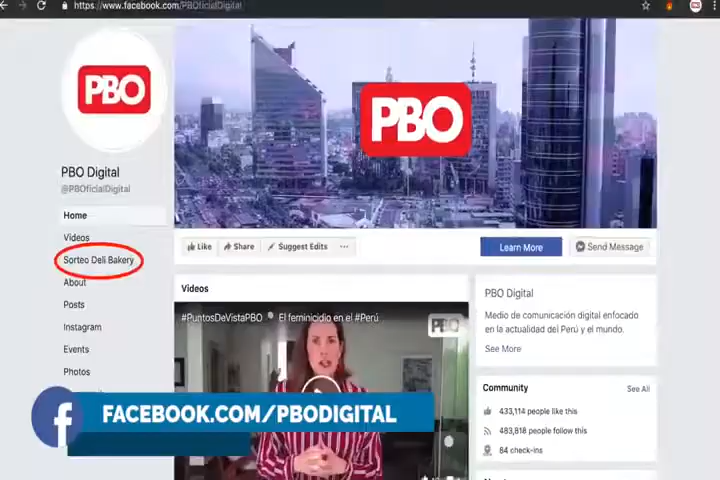 https://www.facebook.com/PBOficialDigital
PBO
PBO
PBO Digital
@PBOficialDigital
Home
Videos
Sorteo Deli Bakery
About
Posts
Instagram
Events
Photos
Like
Share
Suggest Edits
Learn More
Send Message
Videos
#PuntosDeVistaPBO El feminicidio en el #Perú
PBO
PBO Digital
Medio de comunicación digital enfocado
en la actualidad del Perú y el mundo.
See More
Community
See All
433,114 people like this
483,818 people follow this
84 check-ins
FACEBOOK.COM/PBODIGITAL